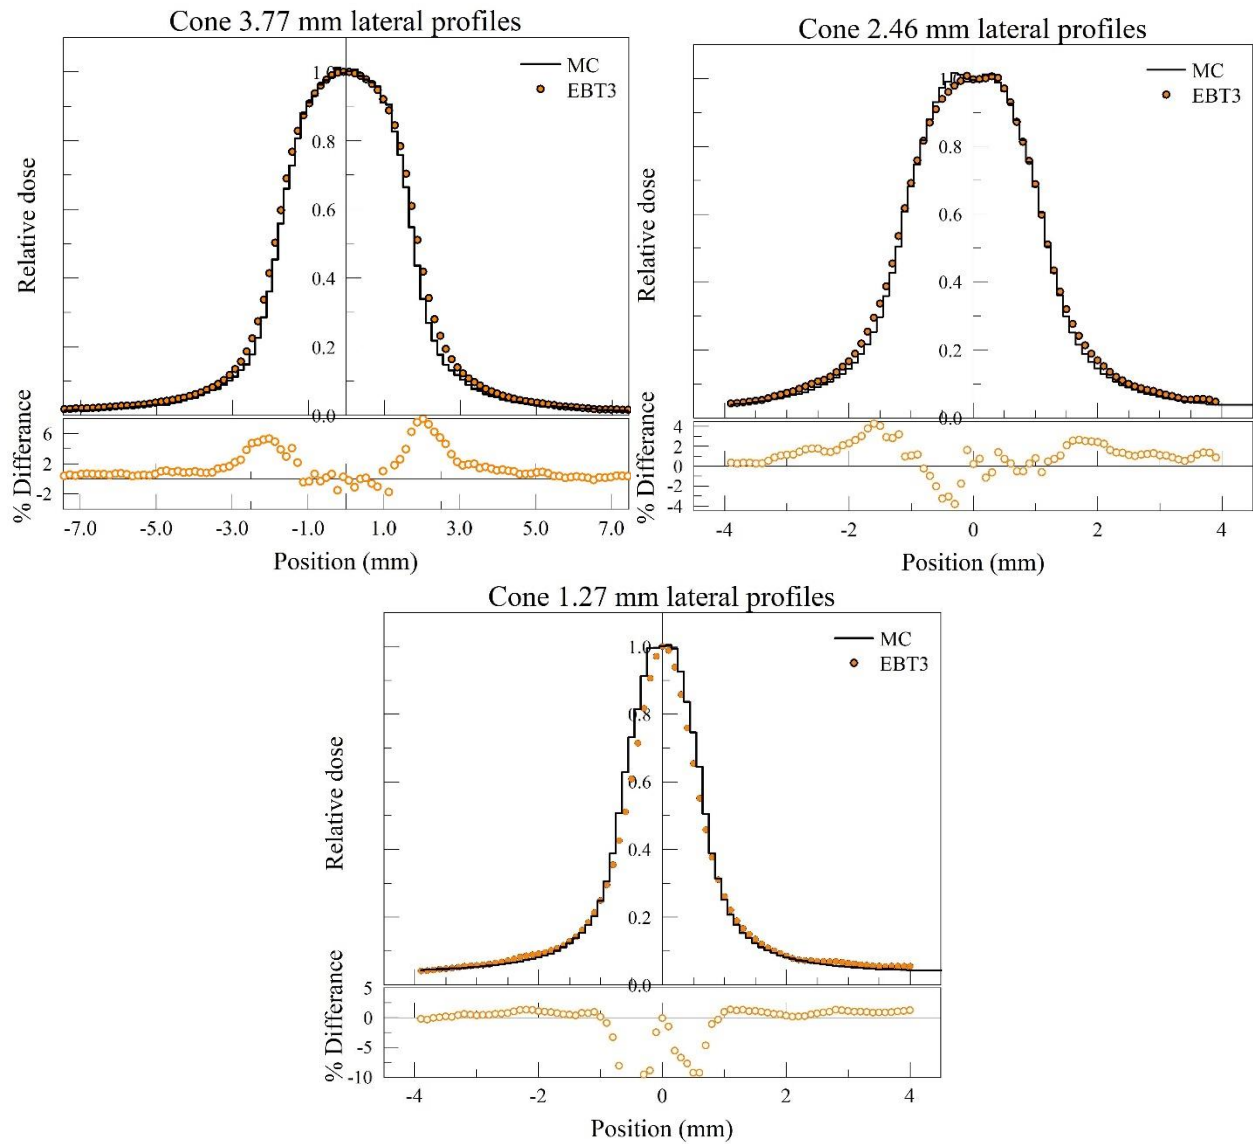 Cone 3.77 mm lateral profiles
1.0
MC
EBT3
0.8
Relative dose
0.6
0.4
0.2
0.0
% Differance
6
2
-2
-7.0 -5.0 -3.0 -1.0 1.0 3.0 5.0 7.0
Position (mm)
Cone 2.46 mm lateral profiles
1.0
MC
EBT3
0.8
Relative dose
0.6
0.4
0.2
0.0
% Differance
4
2
0
-2
-4
-4 -2 0 2 4
Position (mm)
Cone 1.27 mm lateral profiles
1.0
MC
EBT3
0.8
Relative dose
0.6
0.4
0.2
0.0
% Differance
5
0
-5
-10
-4 -2 0 2 4
Position (mm)